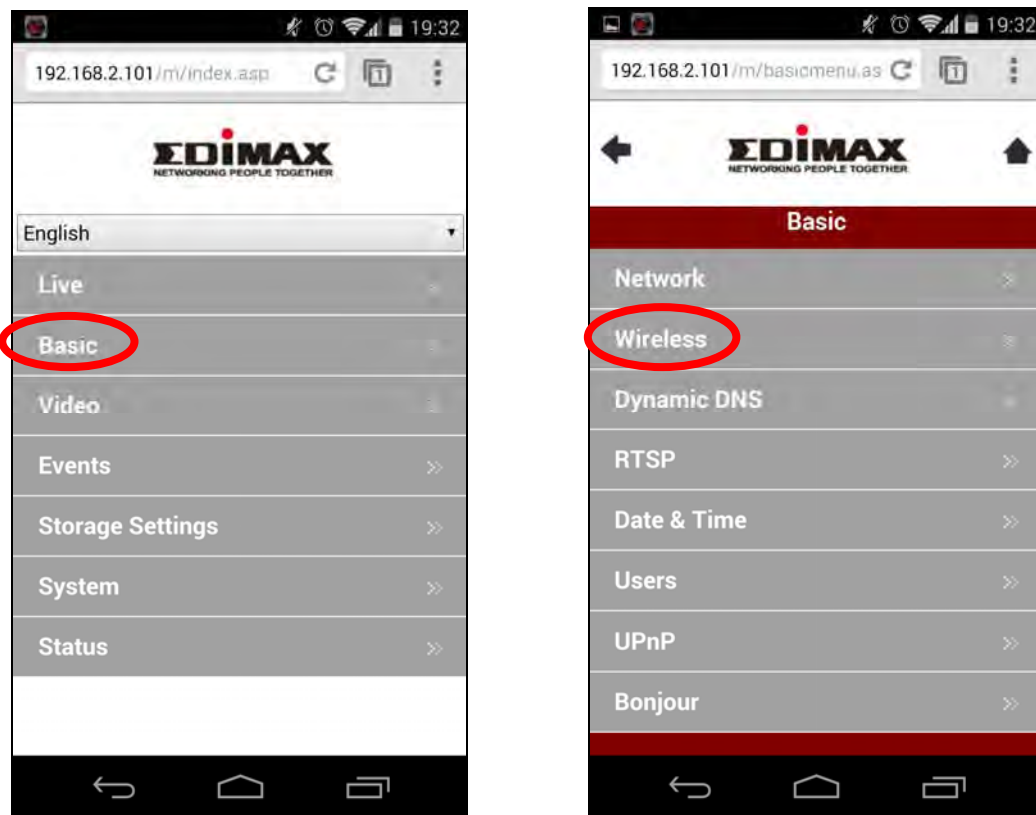 19:32
192.168.2.101/m/index.asp
1
EDIMAX
NETWORKING PEOPLE TOGETHER
English
Live
Basic
Video
Events
Storage Settings
System
Status
19:32
192.168.2.101/m/basicmenu.as
1
EDIMAX
NETWORKING PEOPLE TOGETHER
Basic
Network
Wireless
Dynamic DNS
RTSP
Date & Time
Users
UPnP
Bonjour